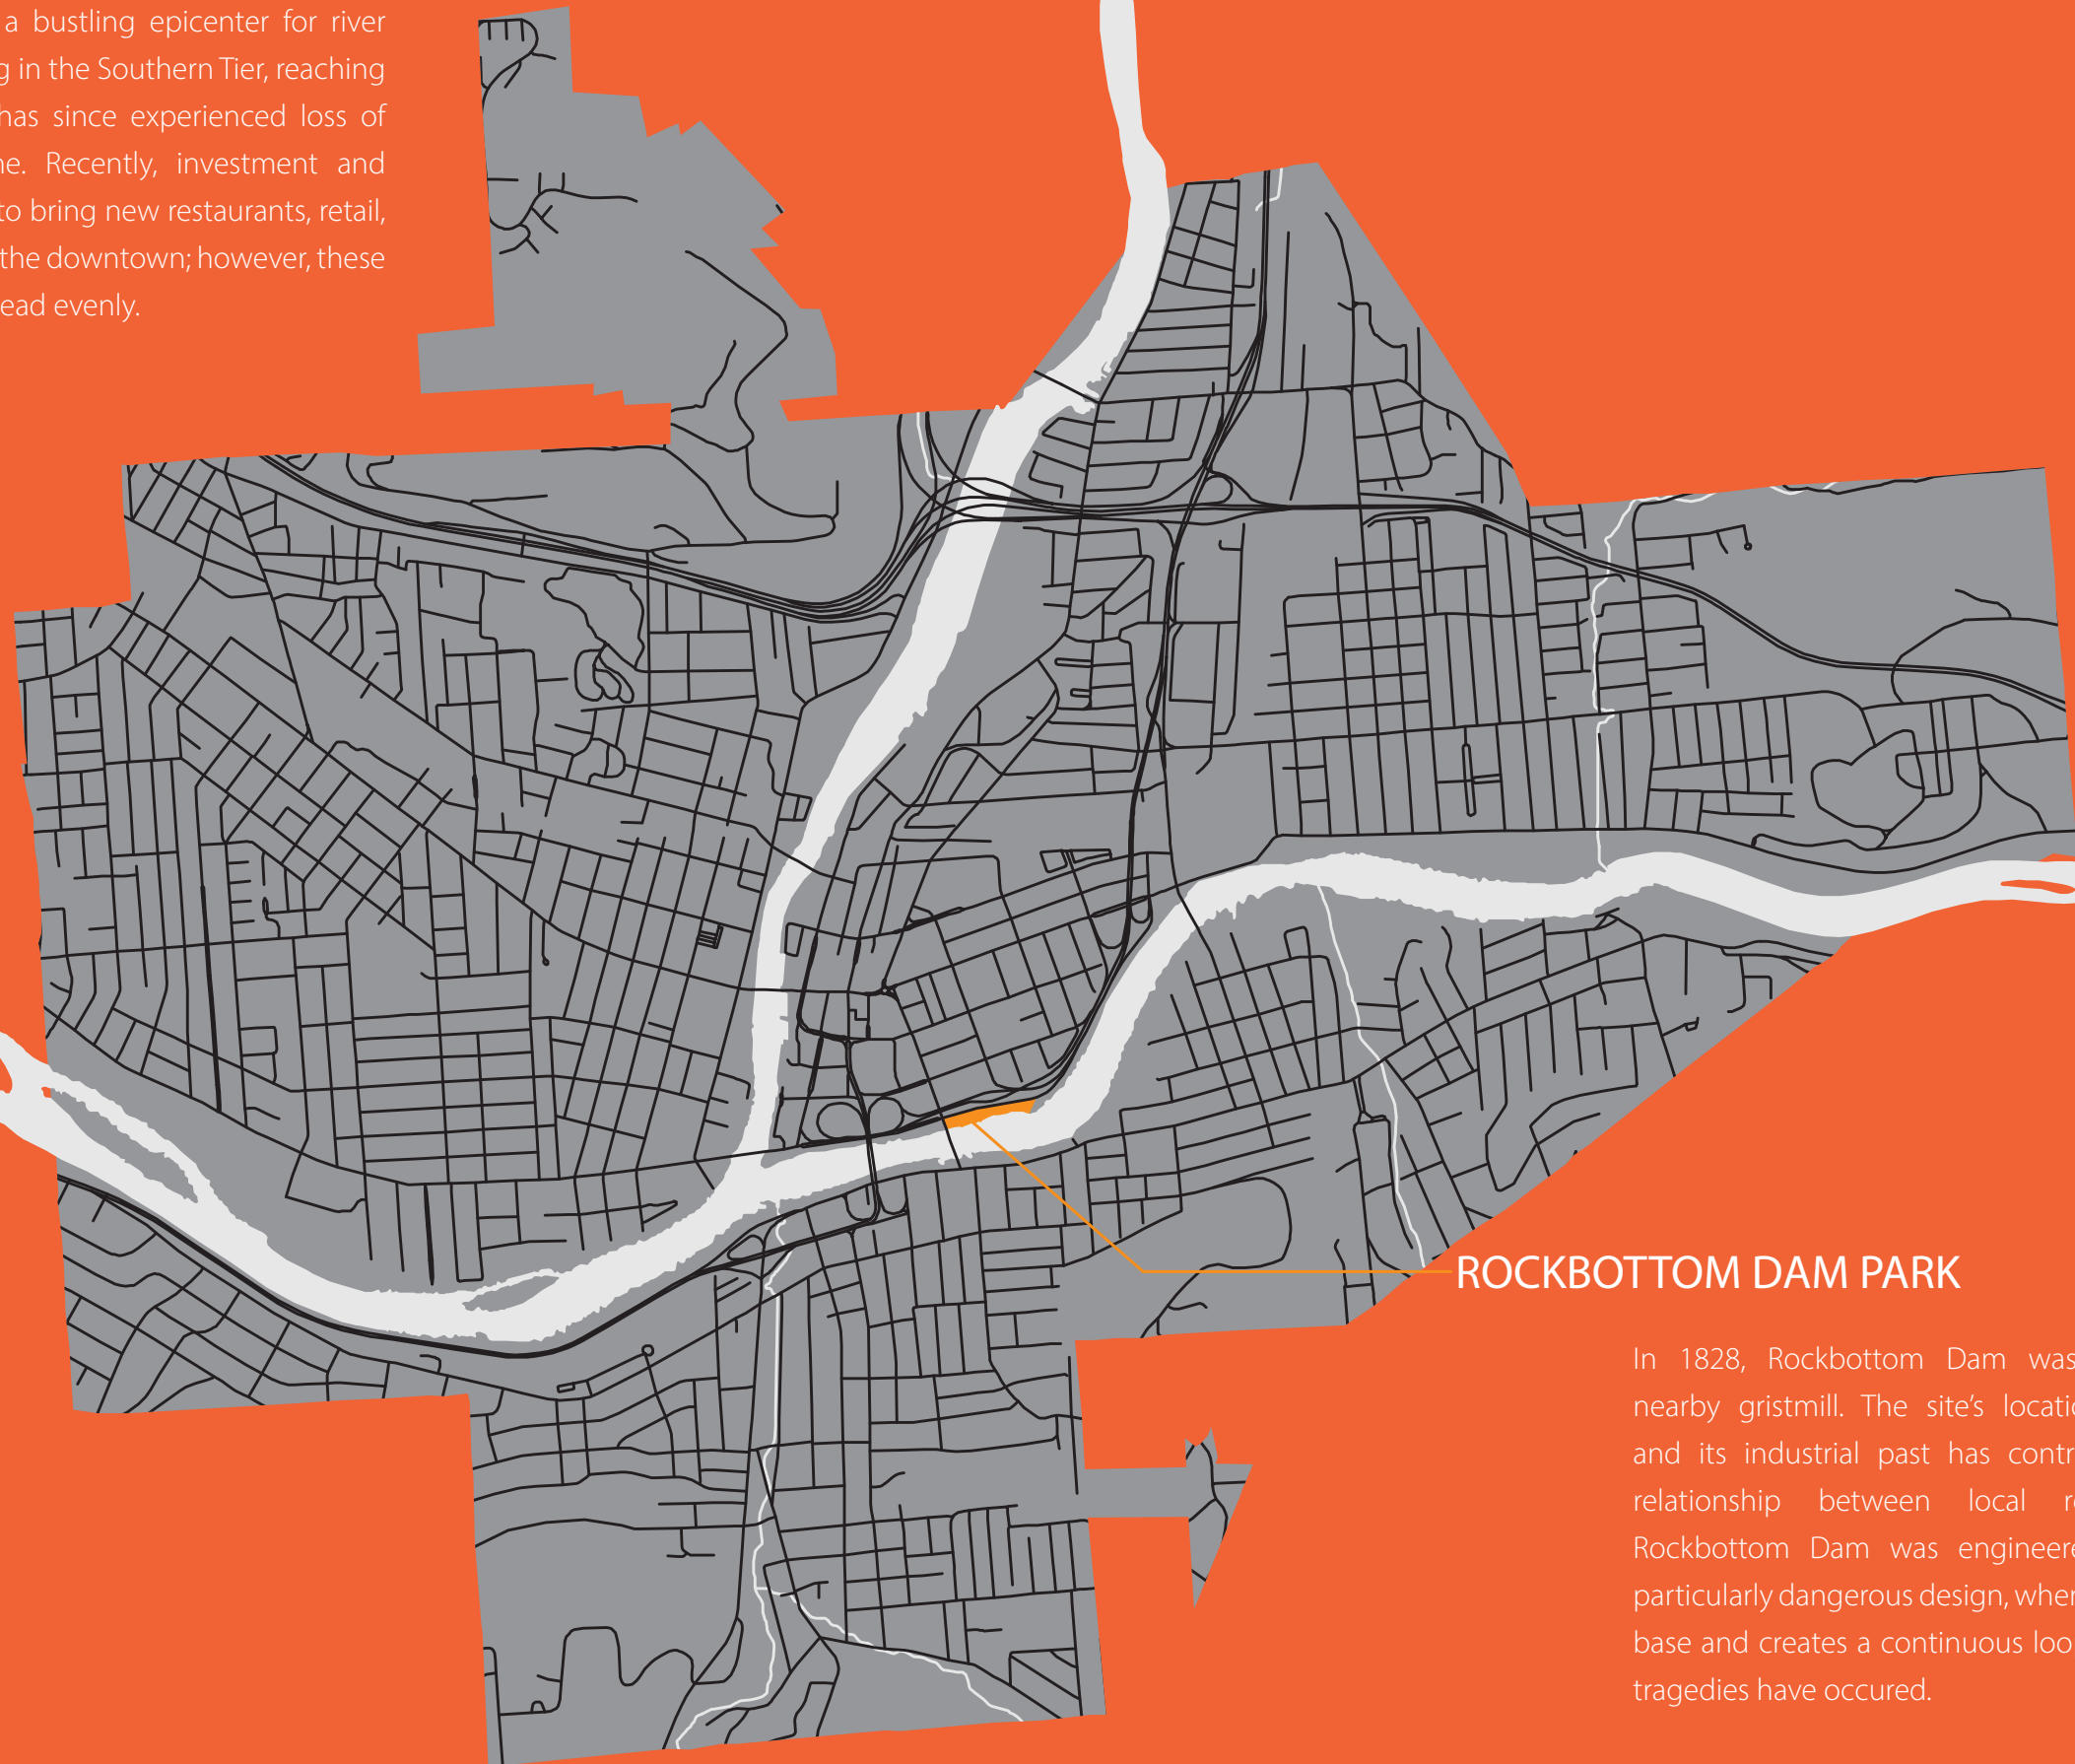 a bustling epicenter for river
g in the Southern Tier, reaching
has since experienced loss of
ne. Recently, investment and
to bring new restaurants, retail,
the downtown; however, these
ead evenly.
ROCKBOTTOM DAM PARK
In 1828, Rockbottom Dam was
nearby gristmill. The site's locati
and its industrial past has contr
relationship between local r
Rockbottom Dam was engineere
particularly dangerous design, wher
base and creates a continuous loo
tragedies have occured.